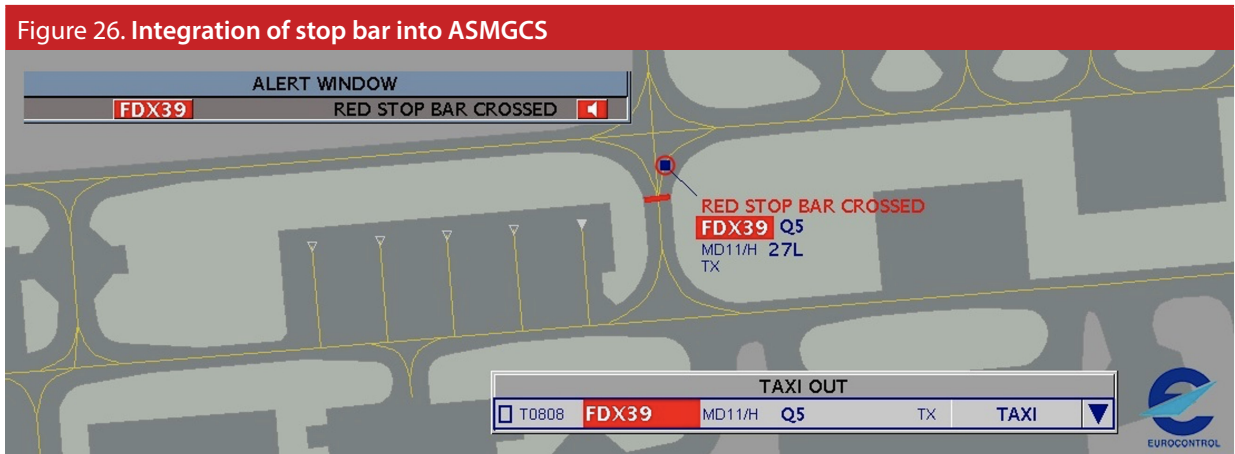 Figure 26. Integration of stop bar into ASMGCS
ALERT WINDOW
FDX39 RED STOP BAR CROSSED
RED STOP BAR CROSSED
FDX39 Q5
MD11/H 27L
TX
TAXI OUT
T0808 FDX39 MD11/H Q5 TX TAXI
EUROCONTROL